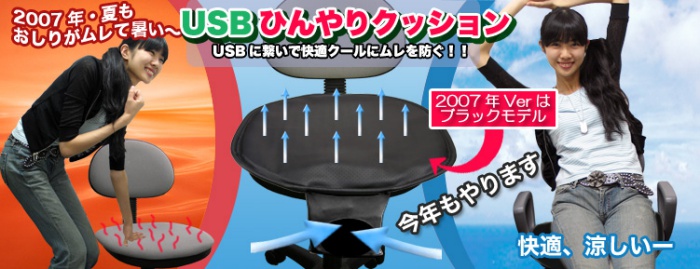 2007年・夏も
おしりがムレて暑い～
USBひんやりクッション
USBに繋いで快適クールにムレを防ぐ！！
2007年Verは
ブラックモデル
今年もやります
快適、涼しいー